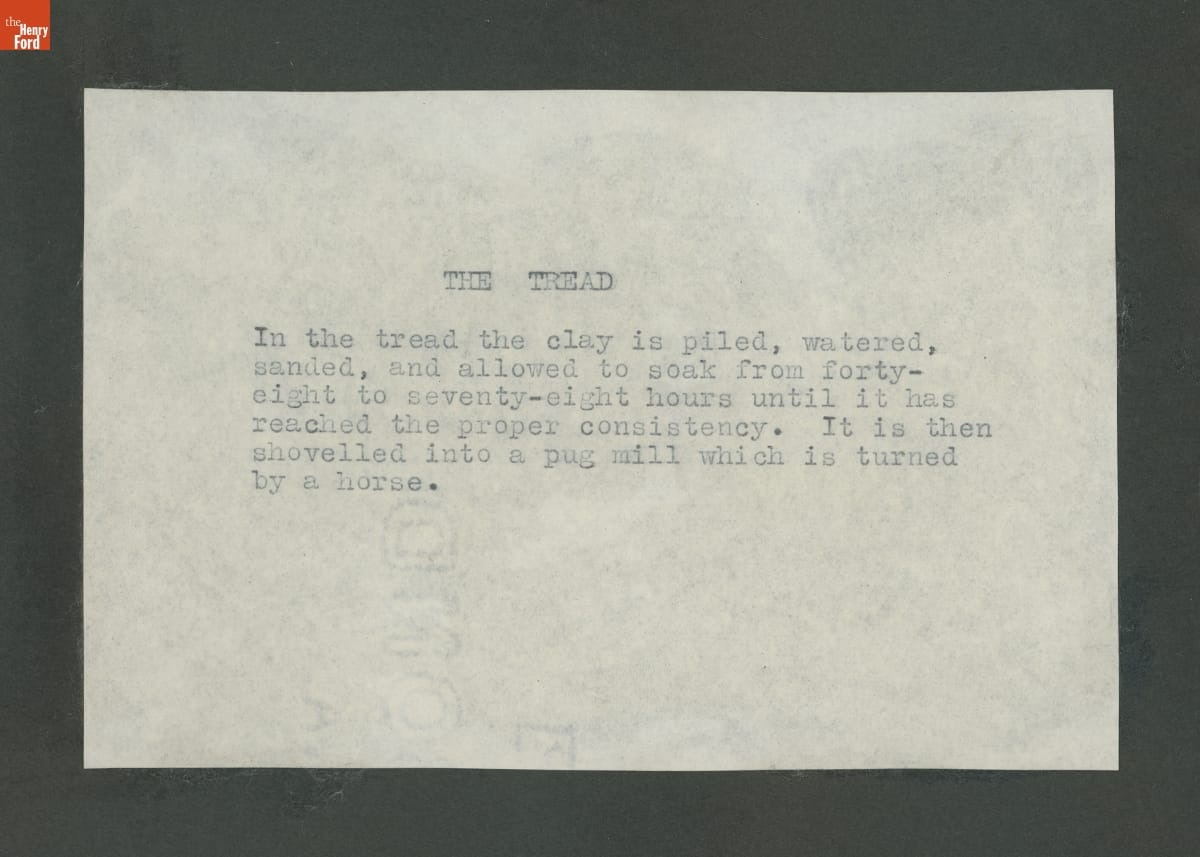 the
Henry
Ford
THE TREAD
In the tread the clay is piled, watered,
sanded, and allowed to soak from forty-
eight to seventy-eight hours until it has
reached the proper consistency. It is then
shovelled into a pug mill which is turned
by a horse.